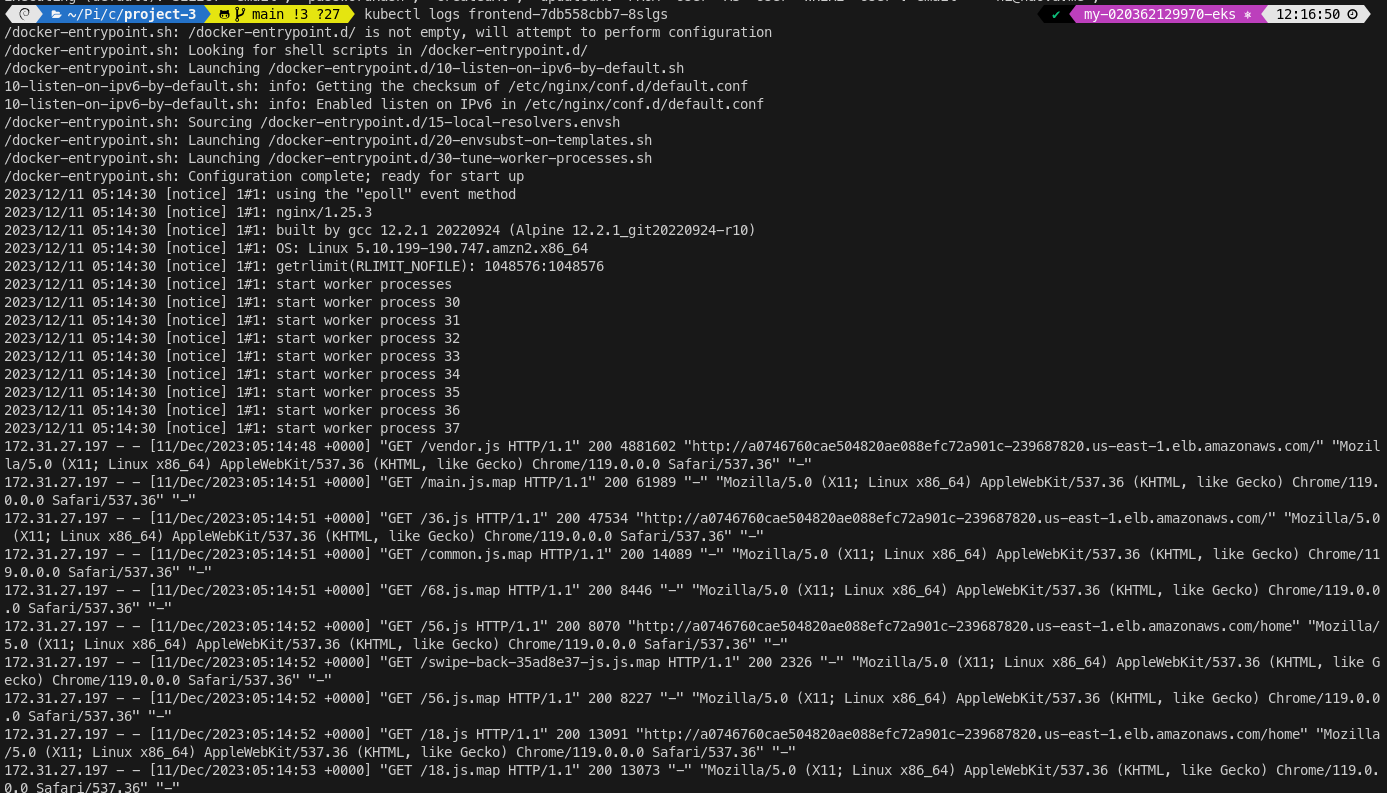 ~/Pi/c/project-3 main !3 ?27 kubectl logs frontend-7db558cbb7-8slgs ✔ my-020362129970-eks ⎈ 12:16:50
/docker-entrypoint.sh: /docker-entrypoint.d/ is not empty, will attempt to perform configuration
/docker-entrypoint.sh: Looking for shell scripts in /docker-entrypoint.d/
/docker-entrypoint.sh: Launching /docker-entrypoint.d/10-listen-on-ipv6-by-default.sh
10-listen-on-ipv6-by-default.sh: info: Getting the checksum of /etc/nginx/conf.d/default.conf
10-listen-on-ipv6-by-default.sh: info: Enabled listen on IPv6 in /etc/nginx/conf.d/default.conf
/docker-entrypoint.sh: Sourcing /docker-entrypoint.d/15-local-resolvers.envsh
/docker-entrypoint.sh: Launching /docker-entrypoint.d/20-envsubst-on-templates.sh
/docker-entrypoint.sh: Launching /docker-entrypoint.d/30-tune-worker-processes.sh
/docker-entrypoint.sh: Configuration complete; ready for start up
2023/12/11 05:14:30 [notice] 1#1: using the "epoll" event method
2023/12/11 05:14:30 [notice] 1#1: nginx/1.25.3
2023/12/11 05:14:30 [notice] 1#1: built by gcc 12.2.1 20220924 (Alpine 12.2.1_git20220924-r10)
2023/12/11 05:14:30 [notice] 1#1: OS: Linux 5.10.199-190.747.amzn2.x86_64
2023/12/11 05:14:30 [notice] 1#1: getrlimit(RLIMIT_NOFILE): 1048576:1048576
2023/12/11 05:14:30 [notice] 1#1: start worker processes
2023/12/11 05:14:30 [notice] 1#1: start worker process 30
2023/12/11 05:14:30 [notice] 1#1: start worker process 31
2023/12/11 05:14:30 [notice] 1#1: start worker process 32
2023/12/11 05:14:30 [notice] 1#1: start worker process 33
2023/12/11 05:14:30 [notice] 1#1: start worker process 34
2023/12/11 05:14:30 [notice] 1#1: start worker process 35
2023/12/11 05:14:30 [notice] 1#1: start worker process 36
2023/12/11 05:14:30 [notice] 1#1: start worker process 37
172.31.27.197 - - [11/Dec/2023:05:14:48 +0000] "GET /vendor.js HTTP/1.1" 200 4881602 "http://a0746760cae504820ae088efc72a901c-239687820.us-east-1.elb.amazonaws.com/" "Mozil
la/5.0 (X11; Linux x86_64) AppleWebKit/537.36 (KHTML, like Gecko) Chrome/119.0.0.0 Safari/537.36" "-"
172.31.27.197 - - [11/Dec/2023:05:14:51 +0000] "GET /main.js.map HTTP/1.1" 200 61989 "-" "Mozilla/5.0 (X11; Linux x86_64) AppleWebKit/537.36 (KHTML, like Gecko) Chrome/119.
0.0.0 Safari/537.36" "-"
172.31.27.197 - - [11/Dec/2023:05:14:51 +0000] "GET /36.js HTTP/1.1" 200 47534 "http://a0746760cae504820ae088efc72a901c-239687820.us-east-1.elb.amazonaws.com/" "Mozilla/5.0
(X11; Linux x86_64) AppleWebKit/537.36 (KHTML, like Gecko) Chrome/119.0.0.0 Safari/537.36" "-"
172.31.27.197 - - [11/Dec/2023:05:14:51 +0000] "GET /common.js.map HTTP/1.1" 200 14089 "-" "Mozilla/5.0 (X11; Linux x86_64) AppleWebKit/537.36 (KHTML, like Gecko) Chrome/11
9.0.0.0 Safari/537.36" "-"
172.31.27.197 - - [11/Dec/2023:05:14:51 +0000] "GET /68.js.map HTTP/1.1" 200 8446 "-" "Mozilla/5.0 (X11; Linux x86_64) AppleWebKit/537.36 (KHTML, like Gecko) Chrome/119.0.0
.0 Safari/537.36" "-"
172.31.27.197 - - [11/Dec/2023:05:14:52 +0000] "GET /56.js HTTP/1.1" 200 8070 "http://a0746760cae504820ae088efc72a901c-239687820.us-east-1.elb.amazonaws.com/home" "Mozilla/
5.0 (X11; Linux x86_64) AppleWebKit/537.36 (KHTML, like Gecko) Chrome/119.0.0.0 Safari/537.36" "-"
172.31.27.197 - - [11/Dec/2023:05:14:52 +0000] "GET /swipe-back-35ad8e37-js.js.map HTTP/1.1" 200 2326 "-" "Mozilla/5.0 (X11; Linux x86_64) AppleWebKit/537.36 (KHTML, like G
ecko) Chrome/119.0.0.0 Safari/537.36" "-"
172.31.27.197 - - [11/Dec/2023:05:14:52 +0000] "GET /56.js.map HTTP/1.1" 200 8227 "-" "Mozilla/5.0 (X11; Linux x86_64) AppleWebKit/537.36 (KHTML, like Gecko) Chrome/119.0.0
.0 Safari/537.36" "-"
172.31.27.197 - - [11/Dec/2023:05:14:52 +0000] "GET /18.js HTTP/1.1" 200 13091 "http://a0746760cae504820ae088efc72a901c-239687820.us-east-1.elb.amazonaws.com/home" "Mozilla
/5.0 (X11; Linux x86_64) AppleWebKit/537.36 (KHTML, like Gecko) Chrome/119.0.0.0 Safari/537.36" "-"
172.31.27.197 - - [11/Dec/2023:05:14:53 +0000] "GET /18.js.map HTTP/1.1" 200 13073 "-" "Mozilla/5.0 (X11; Linux x86_64) AppleWebKit/537.36 (KHTML, like Gecko) Chrome/119.0.
0.0 Safari/537.36" "-"